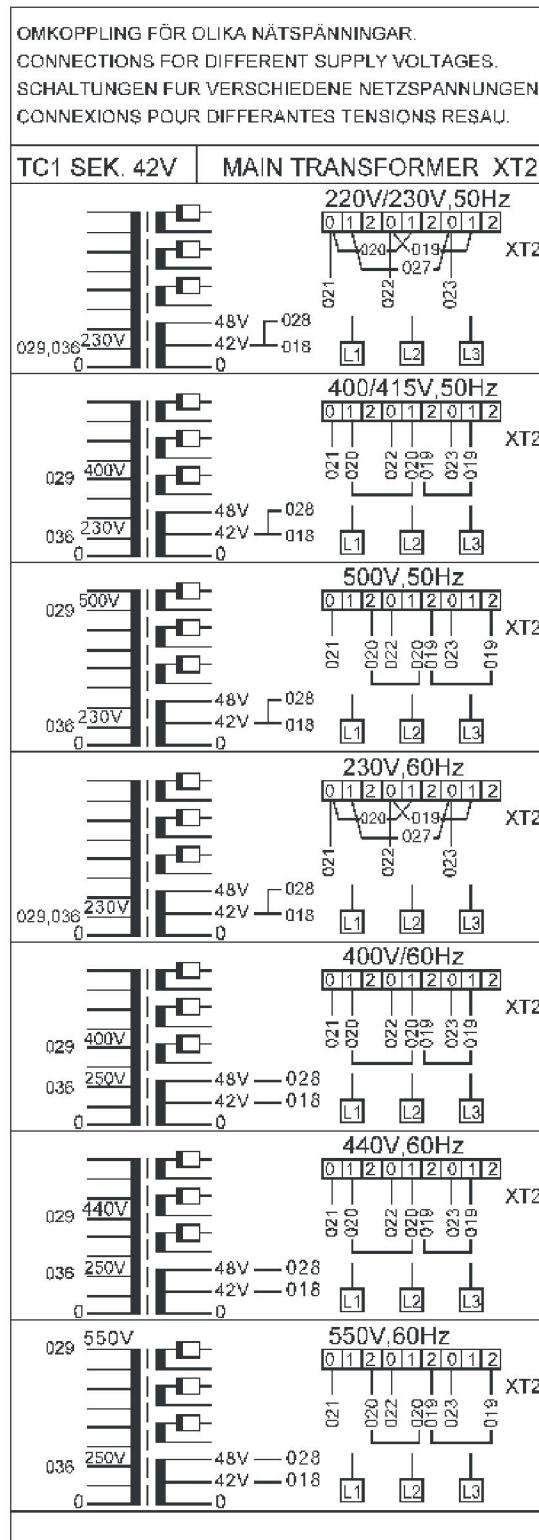 OMKOPPLING FÖR OLIKA NÄTSPÄNNINGAR.
CONNECTIONS FOR DIFFERENT SUPPLY VOLTAGES.
SCHALTUNGEN FUR VERSCHIEDENE NETZSPANNUNGEN
CONNEXIONS POUR DIFFERANTES TENSIONS RESAU.
TC1 SEK. 42V MAIN TRANSFORMER XT2
220V/230V,50Hz
0 1 2 0 1 2 0 1 2
XT2
020 019
027
021 022 023
48V 028
029,036 230V 42V 018
0 0
L1 L2 L3
400/415V,50Hz
0 1 2 0 1 2 0 1 2
XT2
021 020 022 020 019 023 019
029 400V
48V 028
036 230V 42V 018
0 0
L1 L2 L3
500V,50Hz
029 500V
0 1 2 0 1 2 0 1 2
XT2
021 020 022 020 019 023 019
48V 028
036 230V 42V 018
0 0
L1 L2 L3
230V,60Hz
0 1 2 0 1 2 0 1 2
XT2
020 019
027
021 022 023
48V 028
029,036 230V 42V 018
0 0
L1 L2 L3
400V/60Hz
0 1 2 0 1 2 0 1 2
XT2
021 020 022 020 019 023 019
029 400V
036 250V 48V 028
42V 018
0 0
L1 L2 L3
440V,60Hz
0 1 2 0 1 2 0 1 2
XT2
029 440V
021 020 022 020 019 023 019
036 250V 48V 028
42V 018
0 0
L1 L2 L3
029 550V 550V,60Hz
0 1 2 0 1 2 0 1 2
XT2
021 020 022 020 019 023 019
036 250V 48V 028
42V 018
0 0
L1 L2 L3